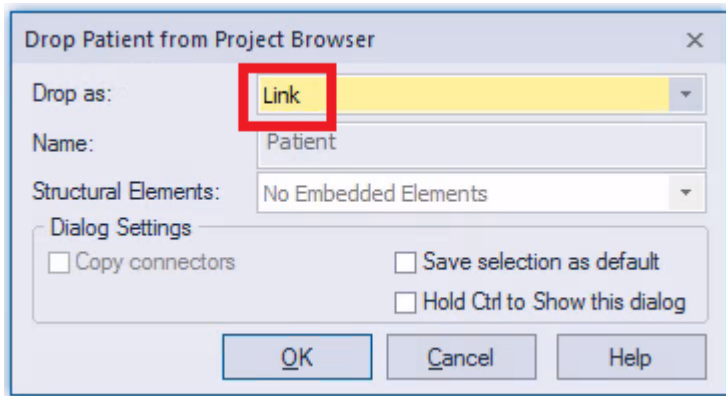 Drop Patient from Project Browser
Drop as: Link
Name: Patient
Structural Elements: No Embedded Elements
Dialog Settings
Copy connectors Save selection as default
Hold Ctrl to Show this dialog
OK Cancel Help